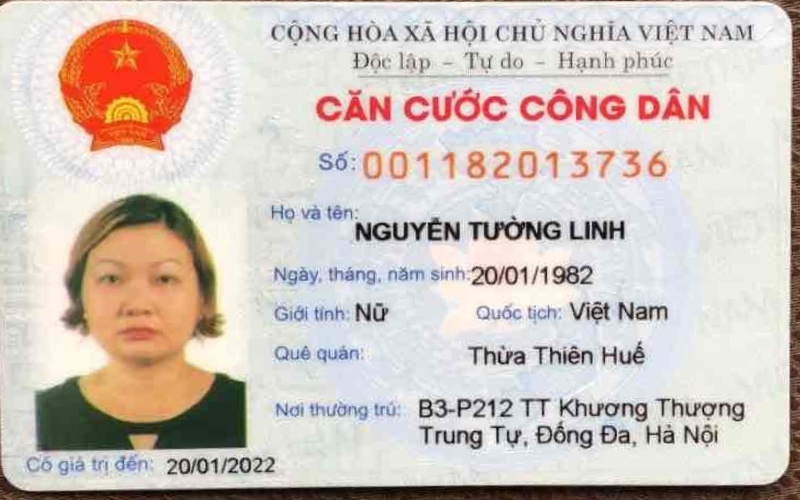 CỘNG HÒA XÃ HỘI CHỦ NGHĨA VIỆT NAM
Độc lập - Tự do - Hạnh phúc
CĂN CƯỚC CÔNG DÂN
Số: 001182013736
Họ và tên:
NGUYỄN TƯỜNG LINH
Ngày, tháng, năm sinh: 20/01/1982
Giới tính: Nữ Quốc tịch: Việt Nam
Quê quán: Thừa Thiên Huế
Nơi thường trú: B3-P212 TT Khương Thượng
Trung Tự, Đống Đa, Hà Nội
Có giá trị đến: 20/01/2022